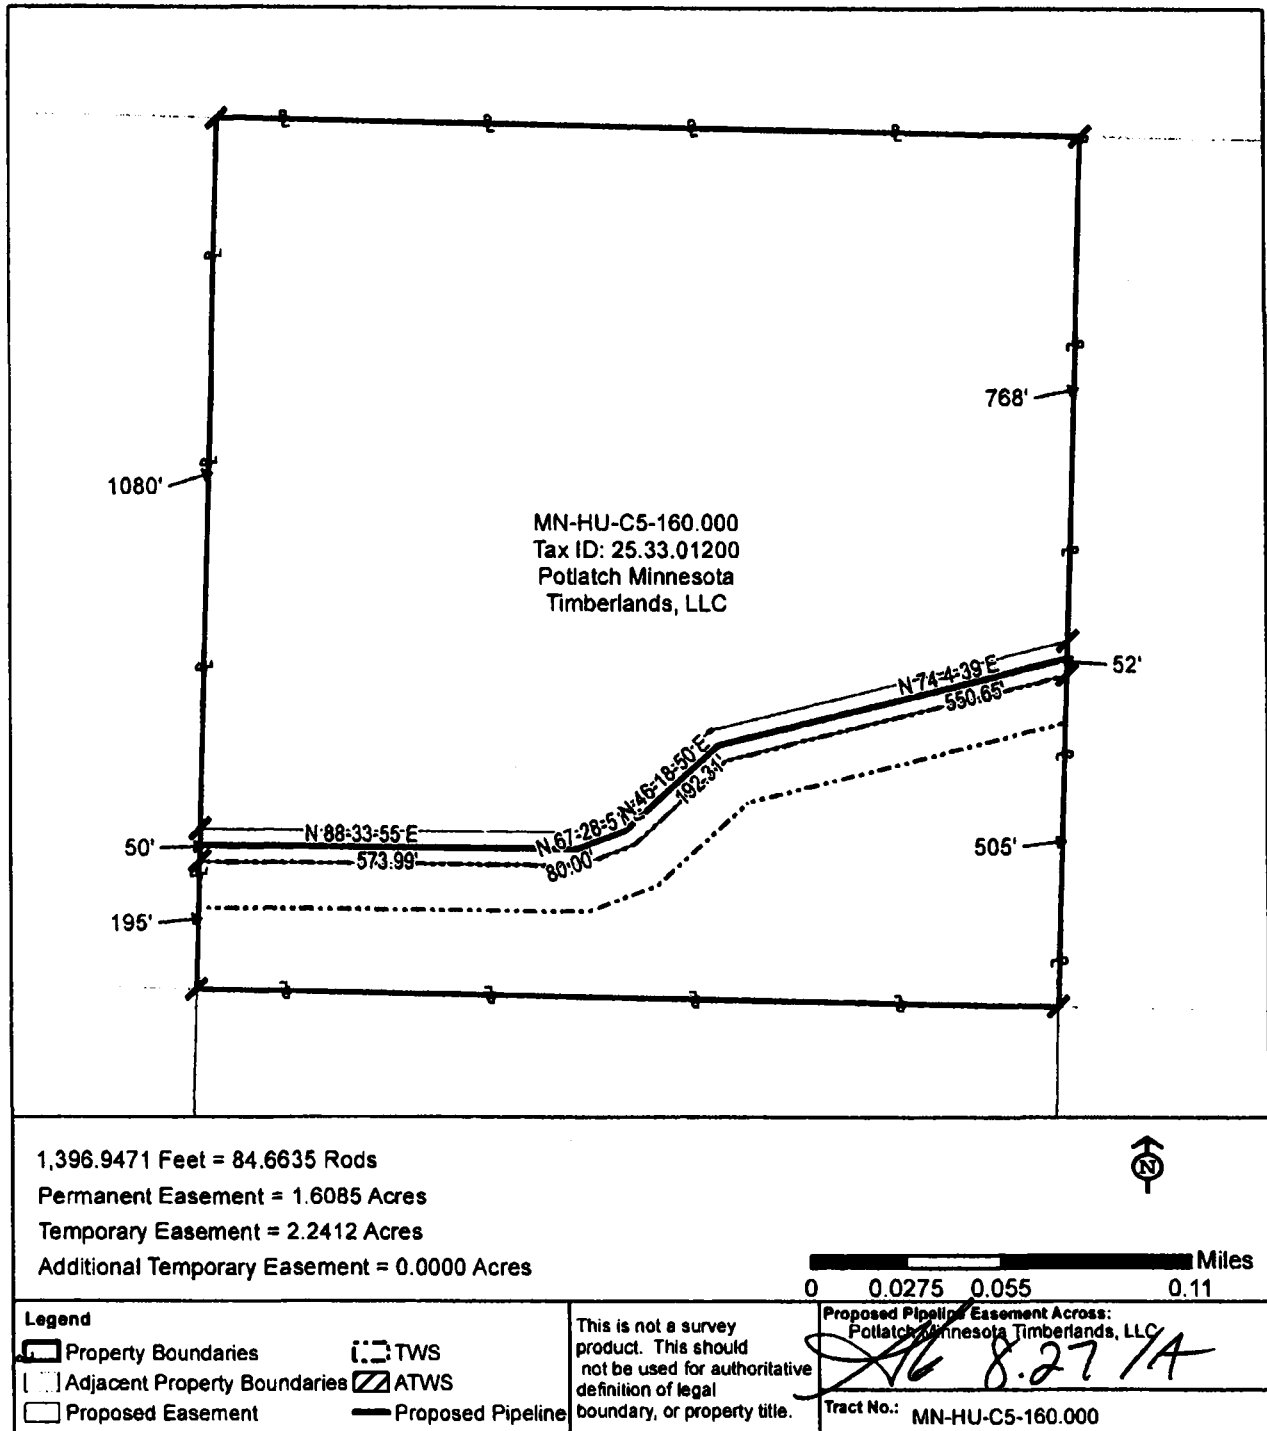 768'
1080'
MN-HU-C5-160.000
Tax ID: 25.33.01200
Potlatch Minnesota
Timberlands, LLC
N 74-4-39 E
52'
550.65'
N 46-18-50 E
192.31'
N 88-33-55 E
N 67-28-5
50'
573.99'
80.00'
505'
195'
1,396.9471 Feet = 84.6635 Rods
Permanent Easement = 1.6085 Acres
Temporary Easement = 2.2412 Acres
Additional Temporary Easement = 0.0000 Acres
N
Miles
0 0.0275 0.055 0.11
Legend
Property Boundaries
Adjacent Property Boundaries
Proposed Easement
TWS
ATWS
Proposed Pipeline
This is not a survey
product. This should
not be used for authoritative
definition of legal
boundary, or property title.
Proposed Pipeline Easement Across:
Potlatch Minnesota Timberlands, LLC
8.27
Tract No.: MN-HU-C5-160.000